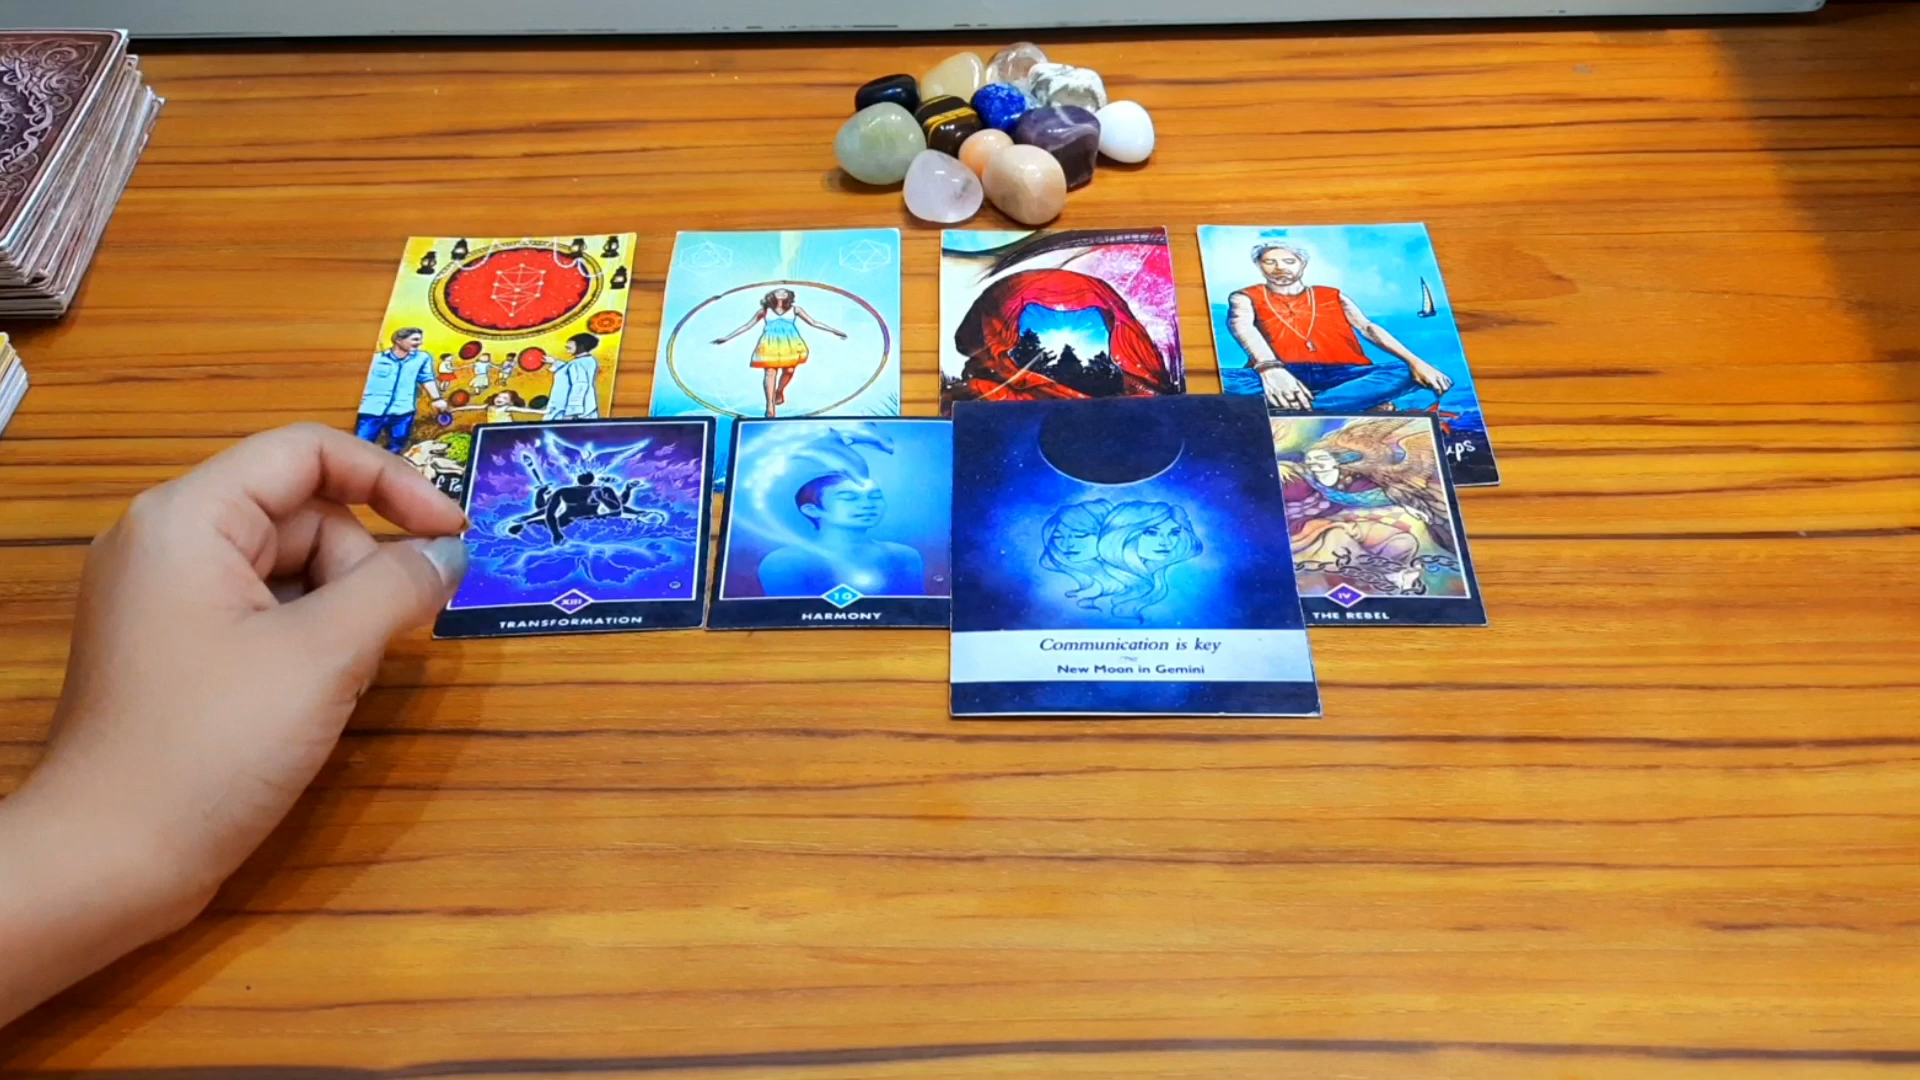 XIII
TRANSFORMATION
10
HARMONY
Communication is key
New Moon in Gemini
IV
THE REBEL